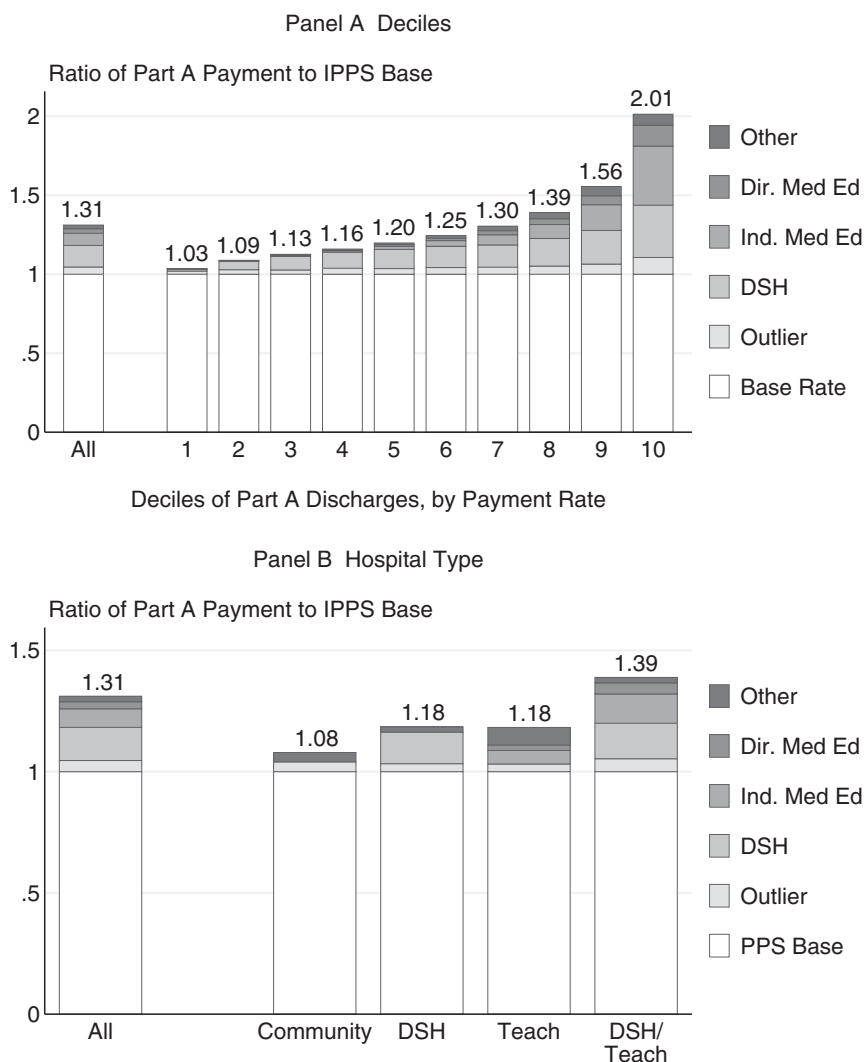 Panel A  Deciles
Ratio of Part A Payment to IPPS Base
2
1.5
1
.5
0
1.31
1.03
1.09
1.13
1.16
1.20
1.25
1.30
1.39
1.56
2.01
All
1
2
3
4
5
6
7
8
9
10
Deciles of Part A Discharges, by Payment Rate
Other
Dir. Med Ed
Ind. Med Ed
DSH
Outlier
Base Rate
Panel B  Hospital Type
Ratio of Part A Payment to IPPS Base
1.5
1
.5
0
1.31
1.08
1.18
1.18
1.39
All
Community
DSH
Teach
DSH/
Teach
Other
Dir. Med Ed
Ind. Med Ed
DSH
Outlier
PPS Base